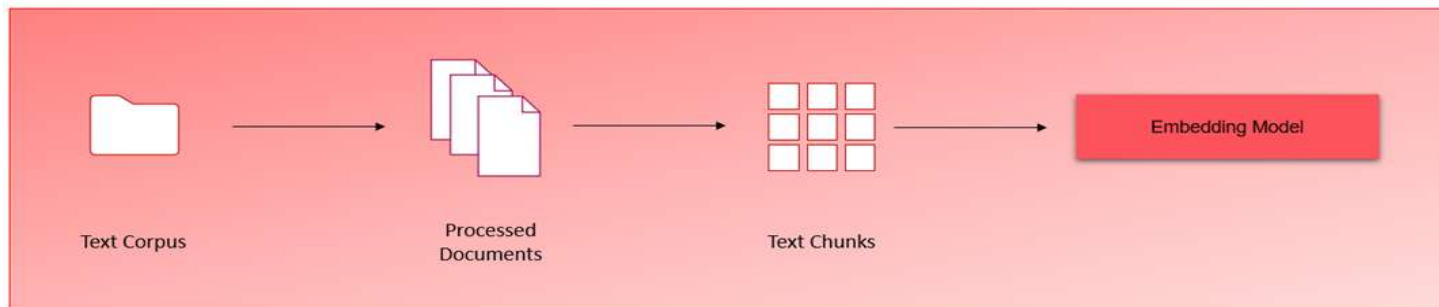 Text Corpus
Processed
Documents
Text Chunks
Embedding Model